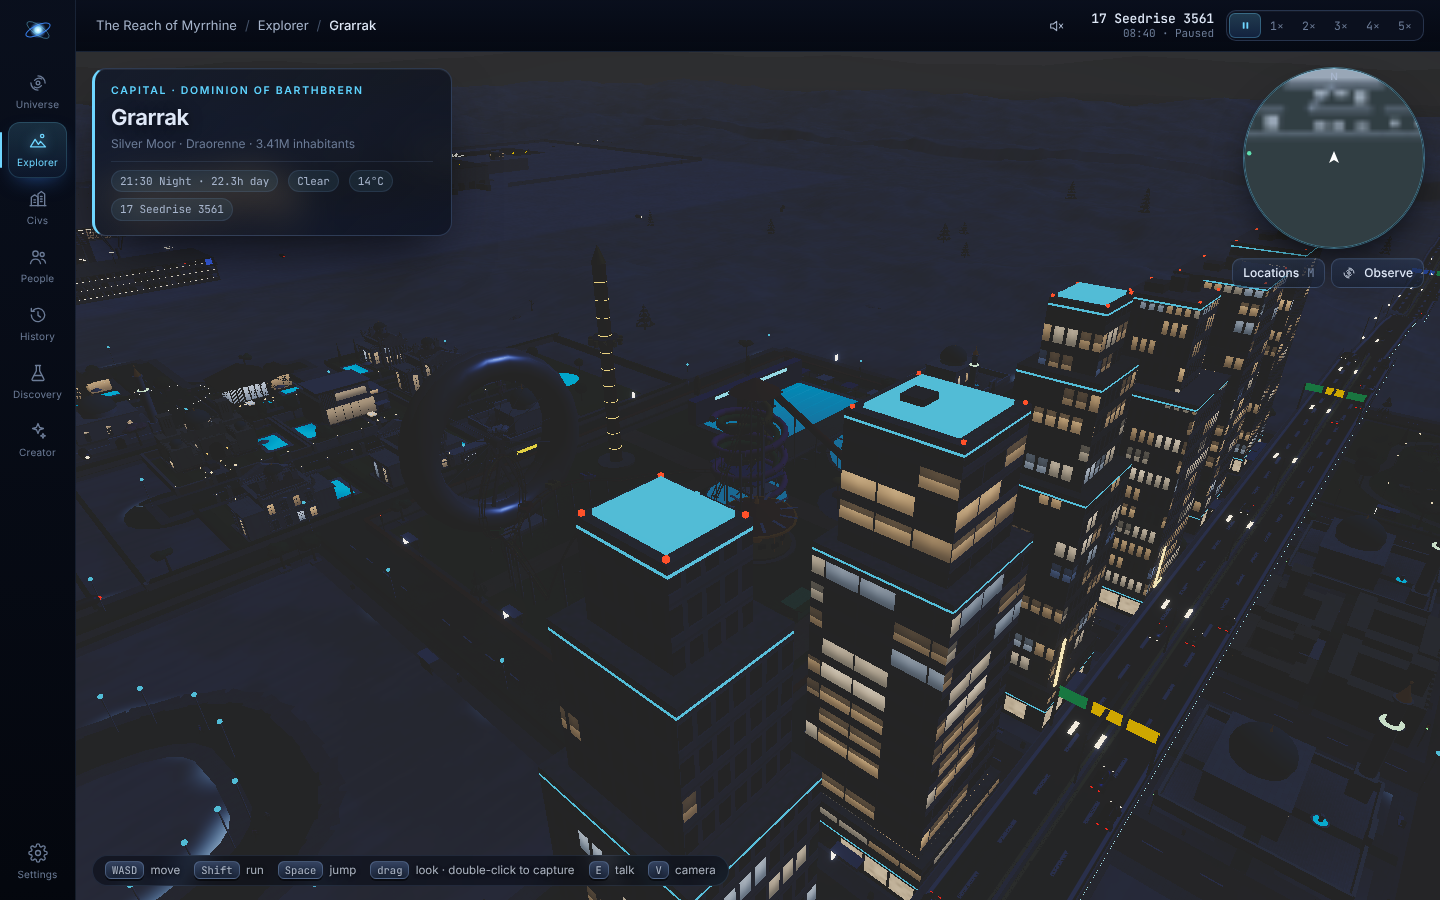 The Reach of Myrrhine / Explorer / Grarrak
17 Seedrise 3561
08:40 · Paused
1×
2×
3×
4×
5×
Universe
Explorer
Civs
People
History
Discovery
Creator
Settings
CAPITAL · DOMINION OF BARTHBRERN
Grarrak
Silver Moor · Draorenne · 3.41M inhabitants
21:30 Night · 22.3h day
Clear
14°C
17 Seedrise 3561
N
Locations M
Observe
WASD move Shift run Space jump drag look · double-click to capture E talk V camera